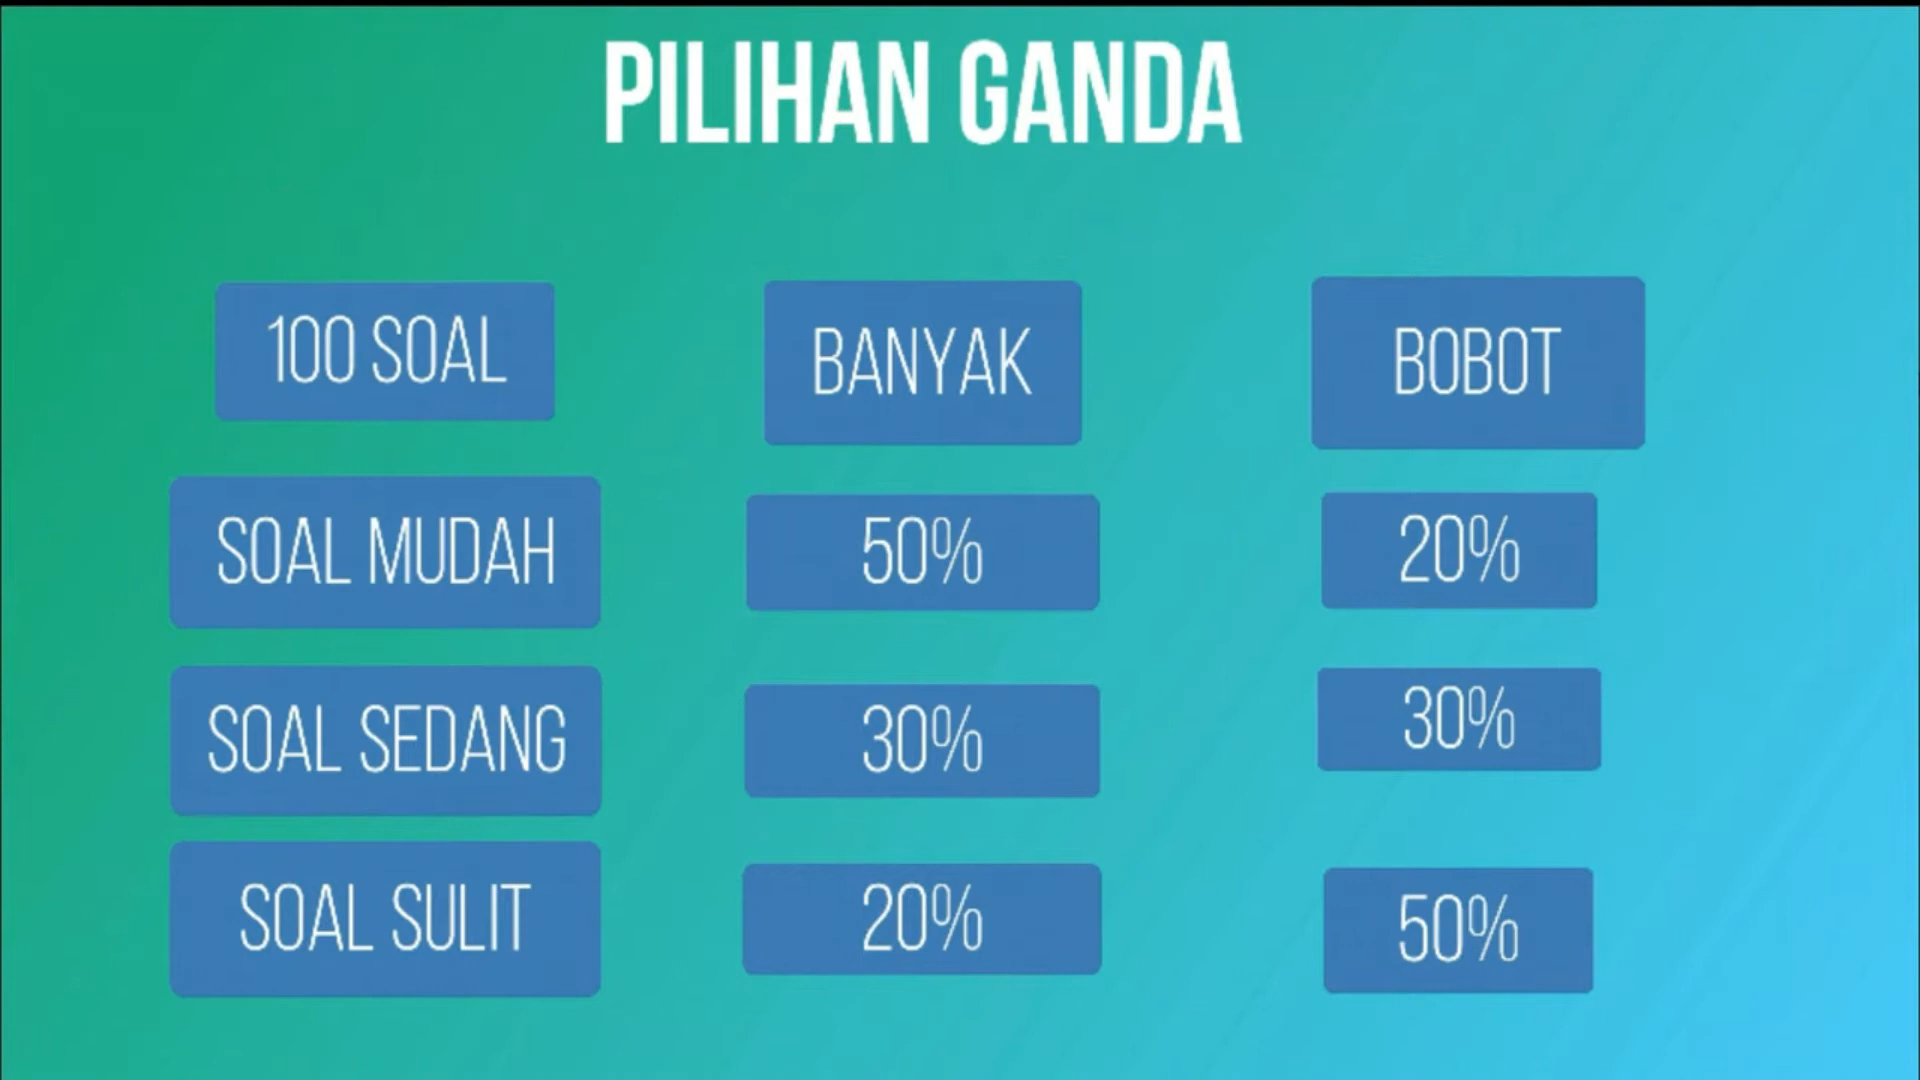 PILIHAN GANDA
100 SOAL
BANYAK
BOBOT
SOAL MUDAH
50%
20%
SOAL SEDANG
30%
30%
SOAL SULIT
20%
50%